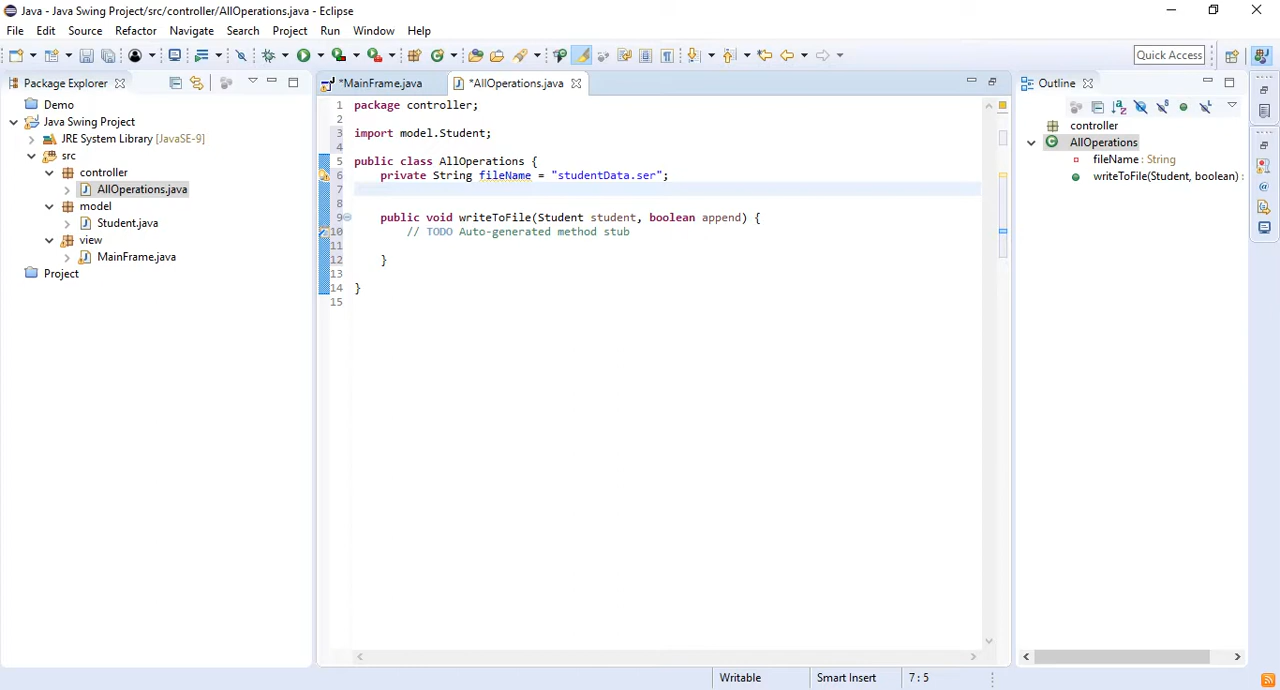 Java - Java Swing Project/src/controller/AllOperations.java - Eclipse
File Edit Source Refactor Navigate Search Project Run Window Help
Quick Access
Package Explorer
*MainFrame.java
*AllOperations.java
Outline
Demo
Java Swing Project
JRE System Library [JavaSE-9]
src
controller
AllOperations.java
model
Student.java
view
MainFrame.java
Project
1 package controller;
2
3 import model.Student;
4
5 public class AllOperations {
6 private String fileName = "studentData.ser";
7
8
9 public void writeToFile(Student student, boolean append) {
10 // TODO Auto-generated method stub
11
12 }
13
14 }
15
controller
AllOperations
fileName : String
writeToFile(Student, boolean) :
Writable
Smart Insert
7 : 5